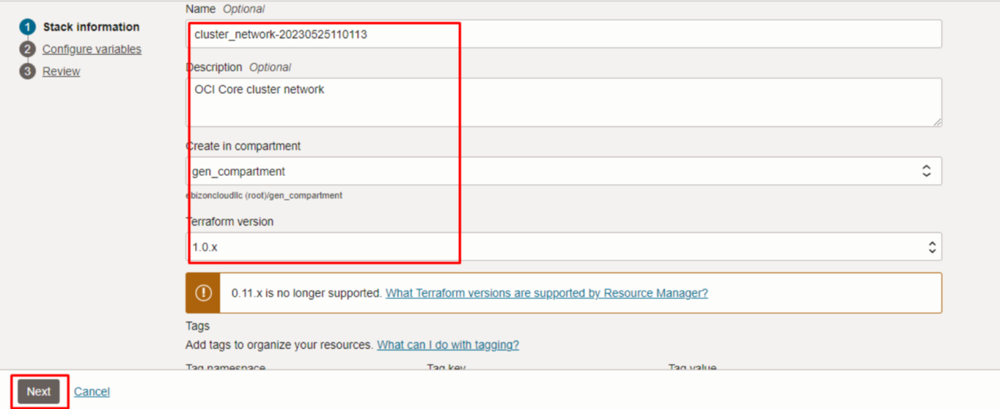 Name Optional
1 Stack information
cluster_network-20230525110113
2 Configure variables
3 Review
Description Optional
OCI Core cluster network
Create in compartment
gen_compartment
ebizoncloudllc (root)/gen_compartment
Terraform version
1.0.x
0.11.x is no longer supported. What Terraform versions are supported by Resource Manager?
Tags
Add tags to organize your resources. What can I do with tagging?
Tag namespace Tag key Tag value
Next Cancel